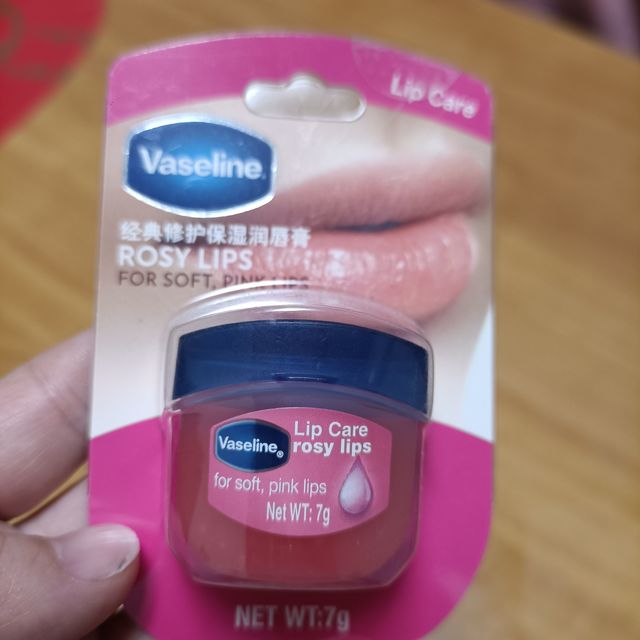 Lip Care
Vaseline
经典修护保湿润唇膏
ROSY LIPS
FOR SOFT, PINK LIPS
Vaseline®
Lip Care
rosy lips
for soft, pink lips
Net WT: 7g
NET WT:7g